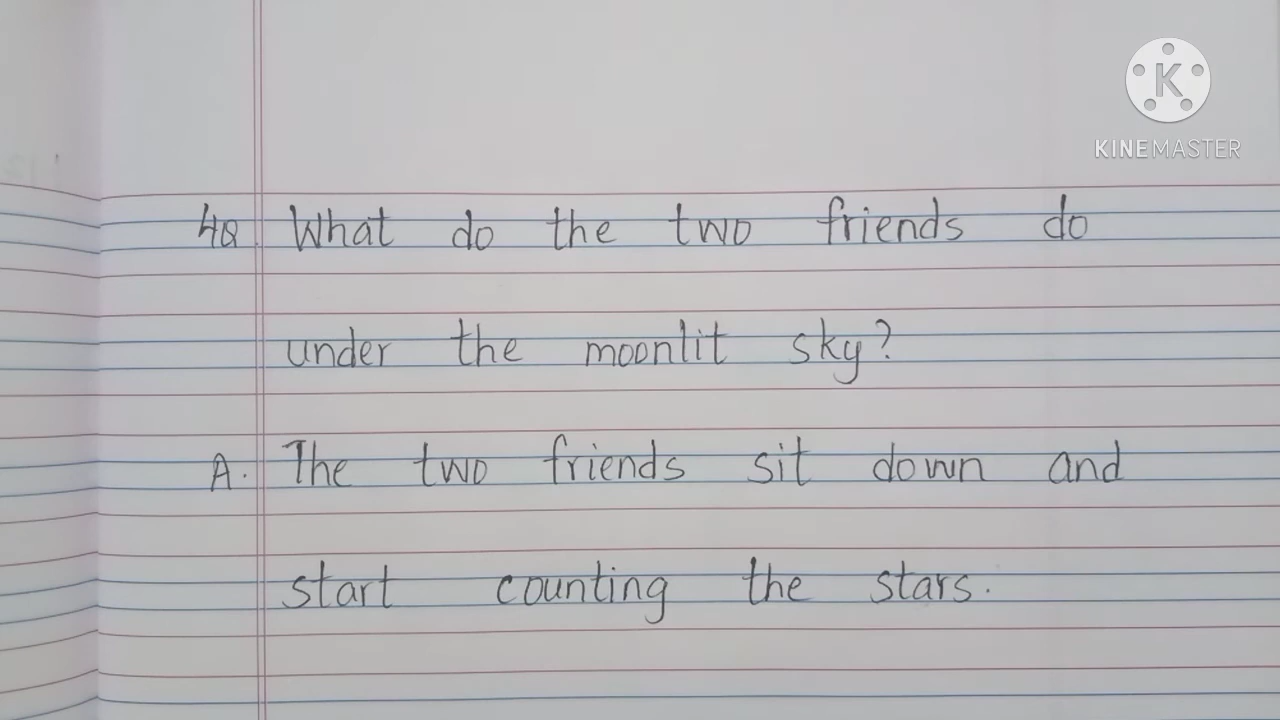 K
KINEMASTER
4Q. What do the two friends do
under the moonlit sky?
A. The two friends sit down and
start counting the stars.